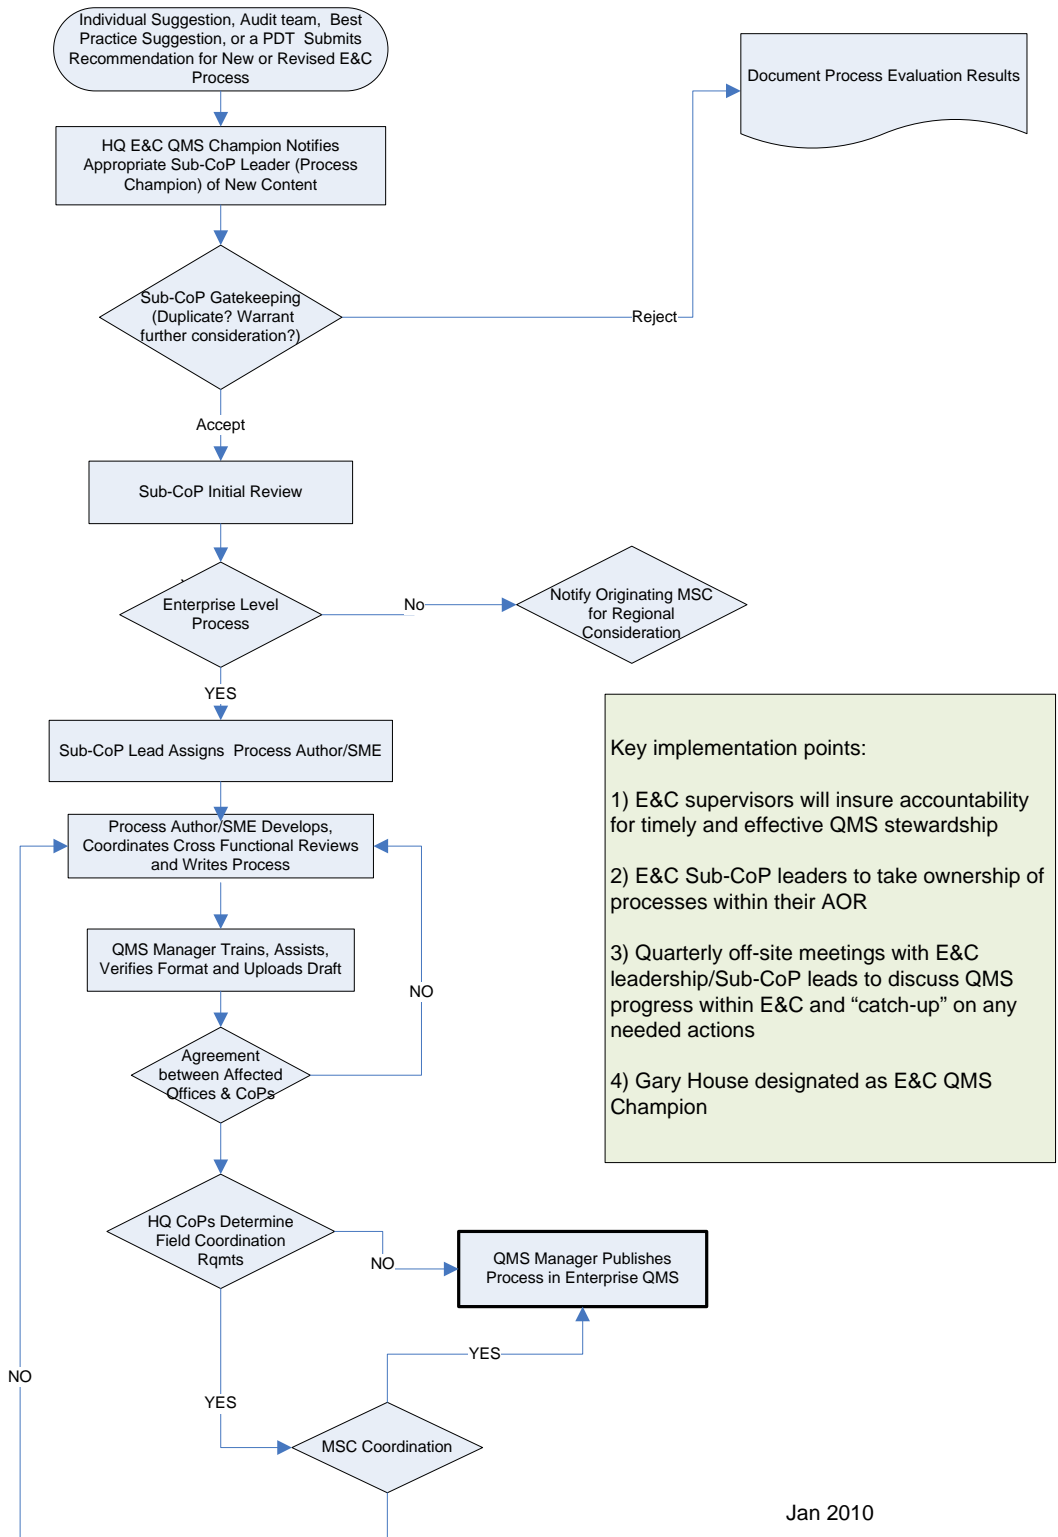 Individual Suggestion, Audit team, Best
Practice Suggestion, or a PDT Submits
Recommendation for New or Revised E&C
Process
Document Process Evaluation Results
HQ E&C QMS Champion Notifies
Appropriate Sub-CoP Leader (Process
Champion) of New Content
Sub-CoP Gatekeeping
(Duplicate? Warrant
further consideration?)
Reject
Accept
Sub-CoP Initial Review
Enterprise Level
Process
No
Notify Originating MSC
for Regional
Consideration
YES
Sub-CoP Lead Assigns Process Author/SME
Process Author/SME Develops,
Coordinates Cross Functional Reviews
and Writes Process
QMS Manager Trains, Assists,
Verifies Format and Uploads Draft
NO
Agreement
between Affected
Offices & CoPs
Key implementation points:
1) E&C supervisors will insure accountability
for timely and effective QMS stewardship
2) E&C Sub-CoP leaders to take ownership of
processes within their AOR
3) Quarterly off-site meetings with E&C
leadership/Sub-CoP leads to discuss QMS
progress within E&C and “catch-up” on any
needed actions
4) Gary House designated as E&C QMS
Champion
HQ CoPs Determine
Field Coordination
Rqmts
NO
QMS Manager Publishes
Process in Enterprise QMS
YES
NO
YES
MSC Coordination
Jan 2010